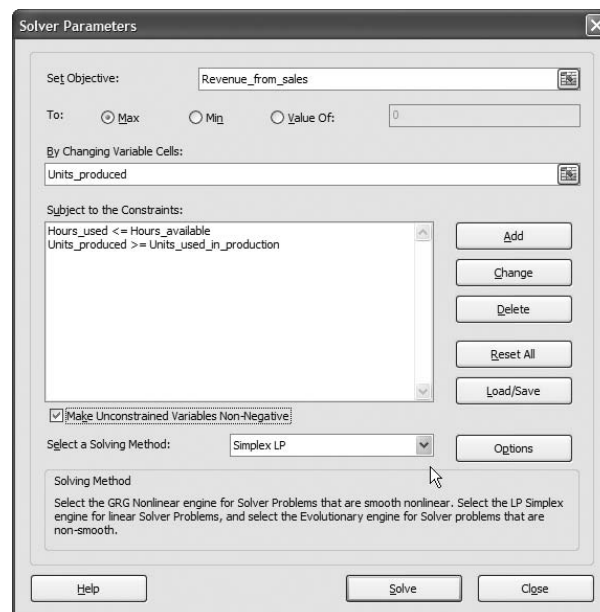 Solver Parameters
Set Objective: Revenue_from_sales
To: Max Min Value Of: 0
By Changing Variable Cells:
Units_produced
Subject to the Constraints:
Hours_used <= Hours_available
Units_produced >= Units_used_in_production
Add
Change
Delete
Reset All
Load/Save
Make Unconstrained Variables Non-Negative
Select a Solving Method: Simplex LP Options
Solving Method
Select the GRG Nonlinear engine for Solver Problems that are smooth nonlinear. Select the LP Simplex
engine for linear Solver Problems, and select the Evolutionary engine for Solver problems that are
non-smooth.
Help Solve Close